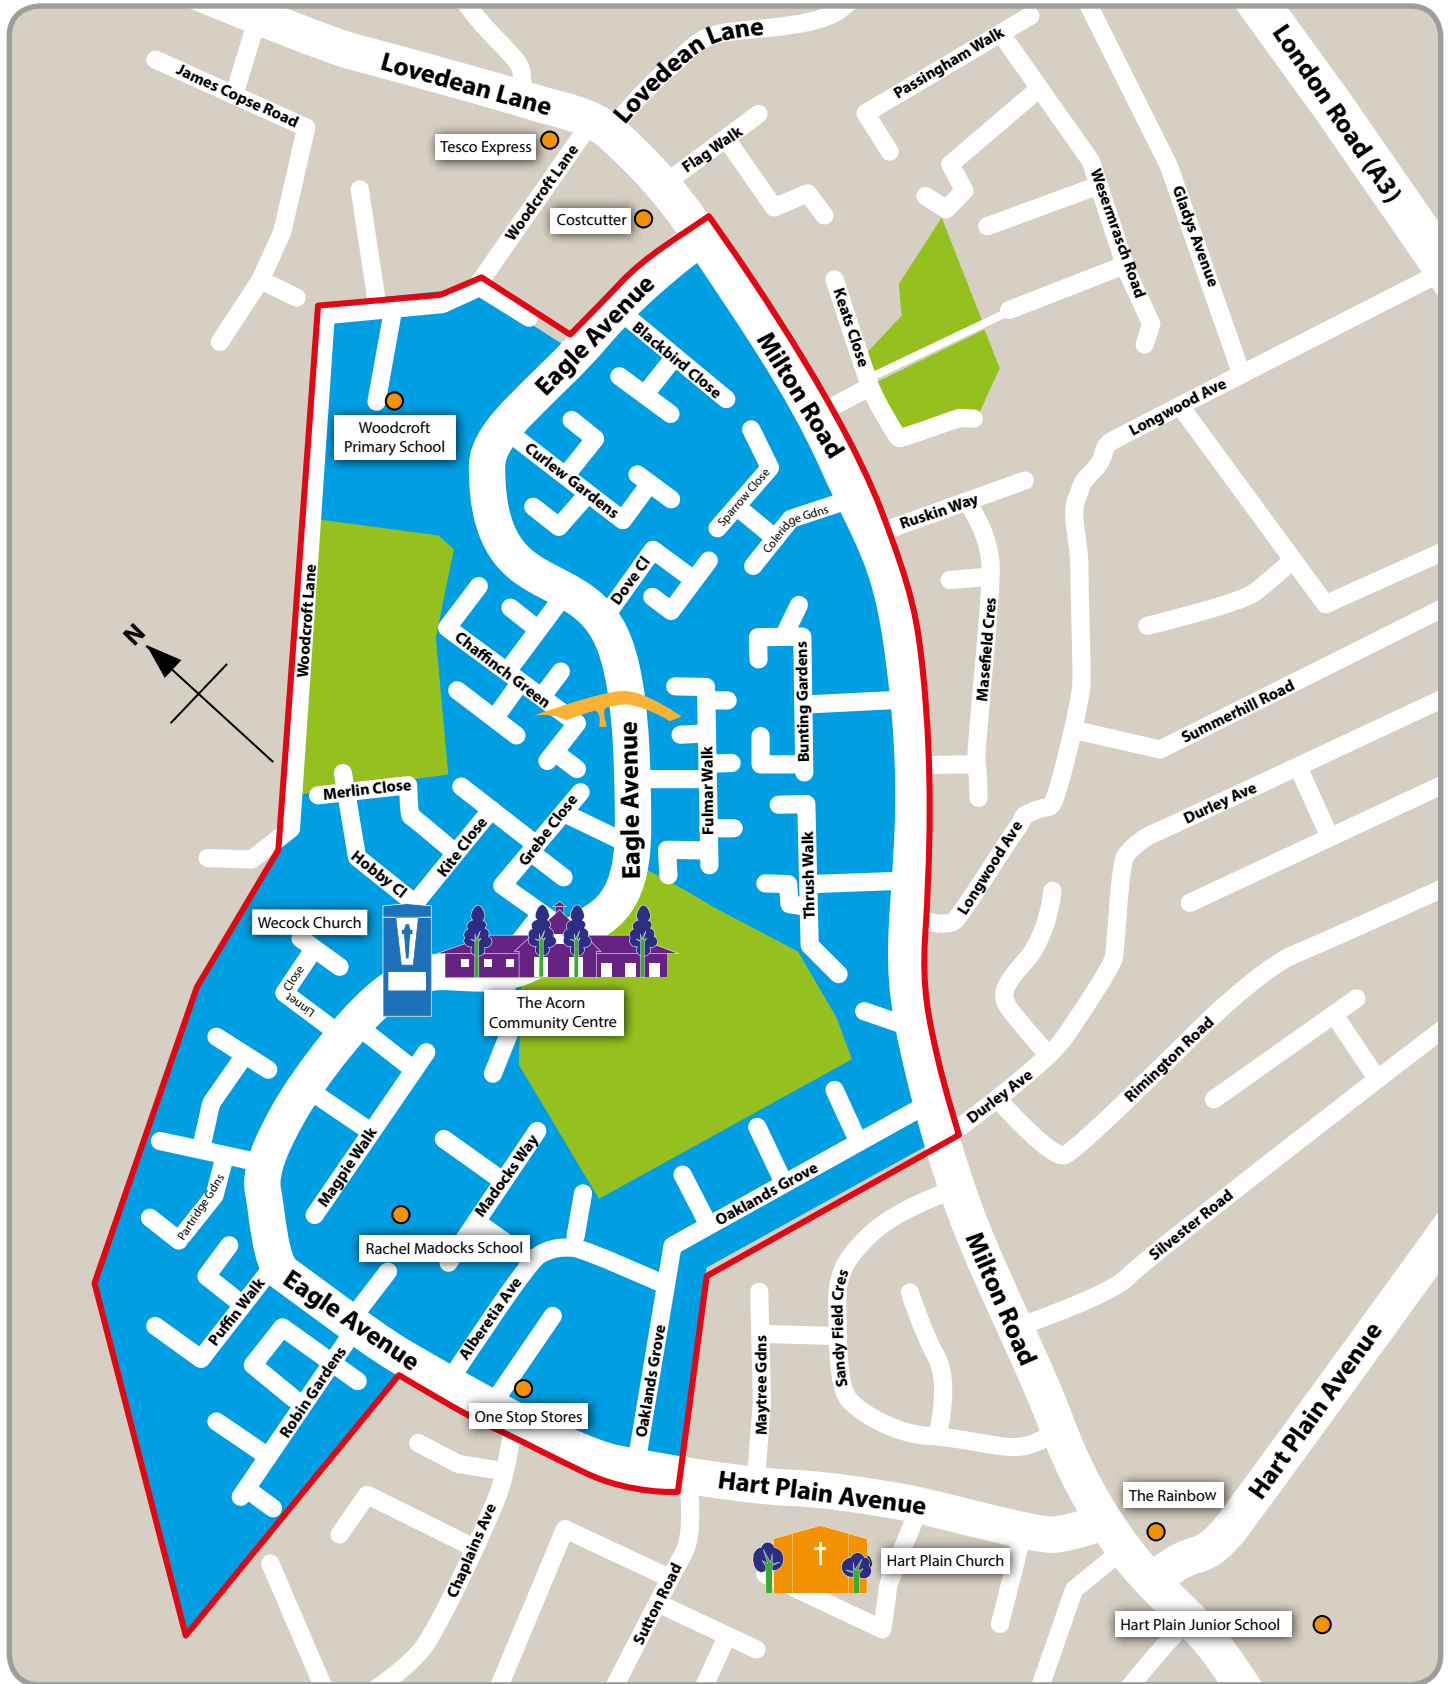 Lovedean Lane
Lovedean Lane
London Road (A3)
Passingham Walk
James Copse Road
Tesco Express
Flag Walk
Woodcroft Lane
Costcutter
Wesermrasch Road
Gladys Avenue
Eagle Avenue
Blackbird Close
Keats Close
Milton Road
Longwood Ave
Woodcroft
Primary School
Curlew Gardens
Sparrow Close
Coleridge Gdns
Ruskin Way
Woodcroft Lane
Dove Cl
N
Chaffinch Green
Masefield Cres
Bunting Gardens
Summerhill Road
Eagle Avenue
Fulmar Walk
Merlin Close
Durley Ave
Kite Close
Grebe Close
Hobby Cl
Thrush Walk
Longwood Ave
Wecock Church
Linnet Close
The Acorn
Community Centre
Durley Ave
Rimington Road
Magpie Walk
Madocks Way
Partridge Gdns
Oaklands Grove
Rachel Madocks School
Silvester Road
Puffin Walk
Eagle Avenue
Alberetia Ave
Milton Road
Sandy Field Cres
Maytree Gdns
Oaklands Grove
Robin Gardens
One Stop Stores
Hart Plain Avenue
Hart Plain Avenue
The Rainbow
Chaplains Ave
Sutton Road
Hart Plain Church
Hart Plain Junior School